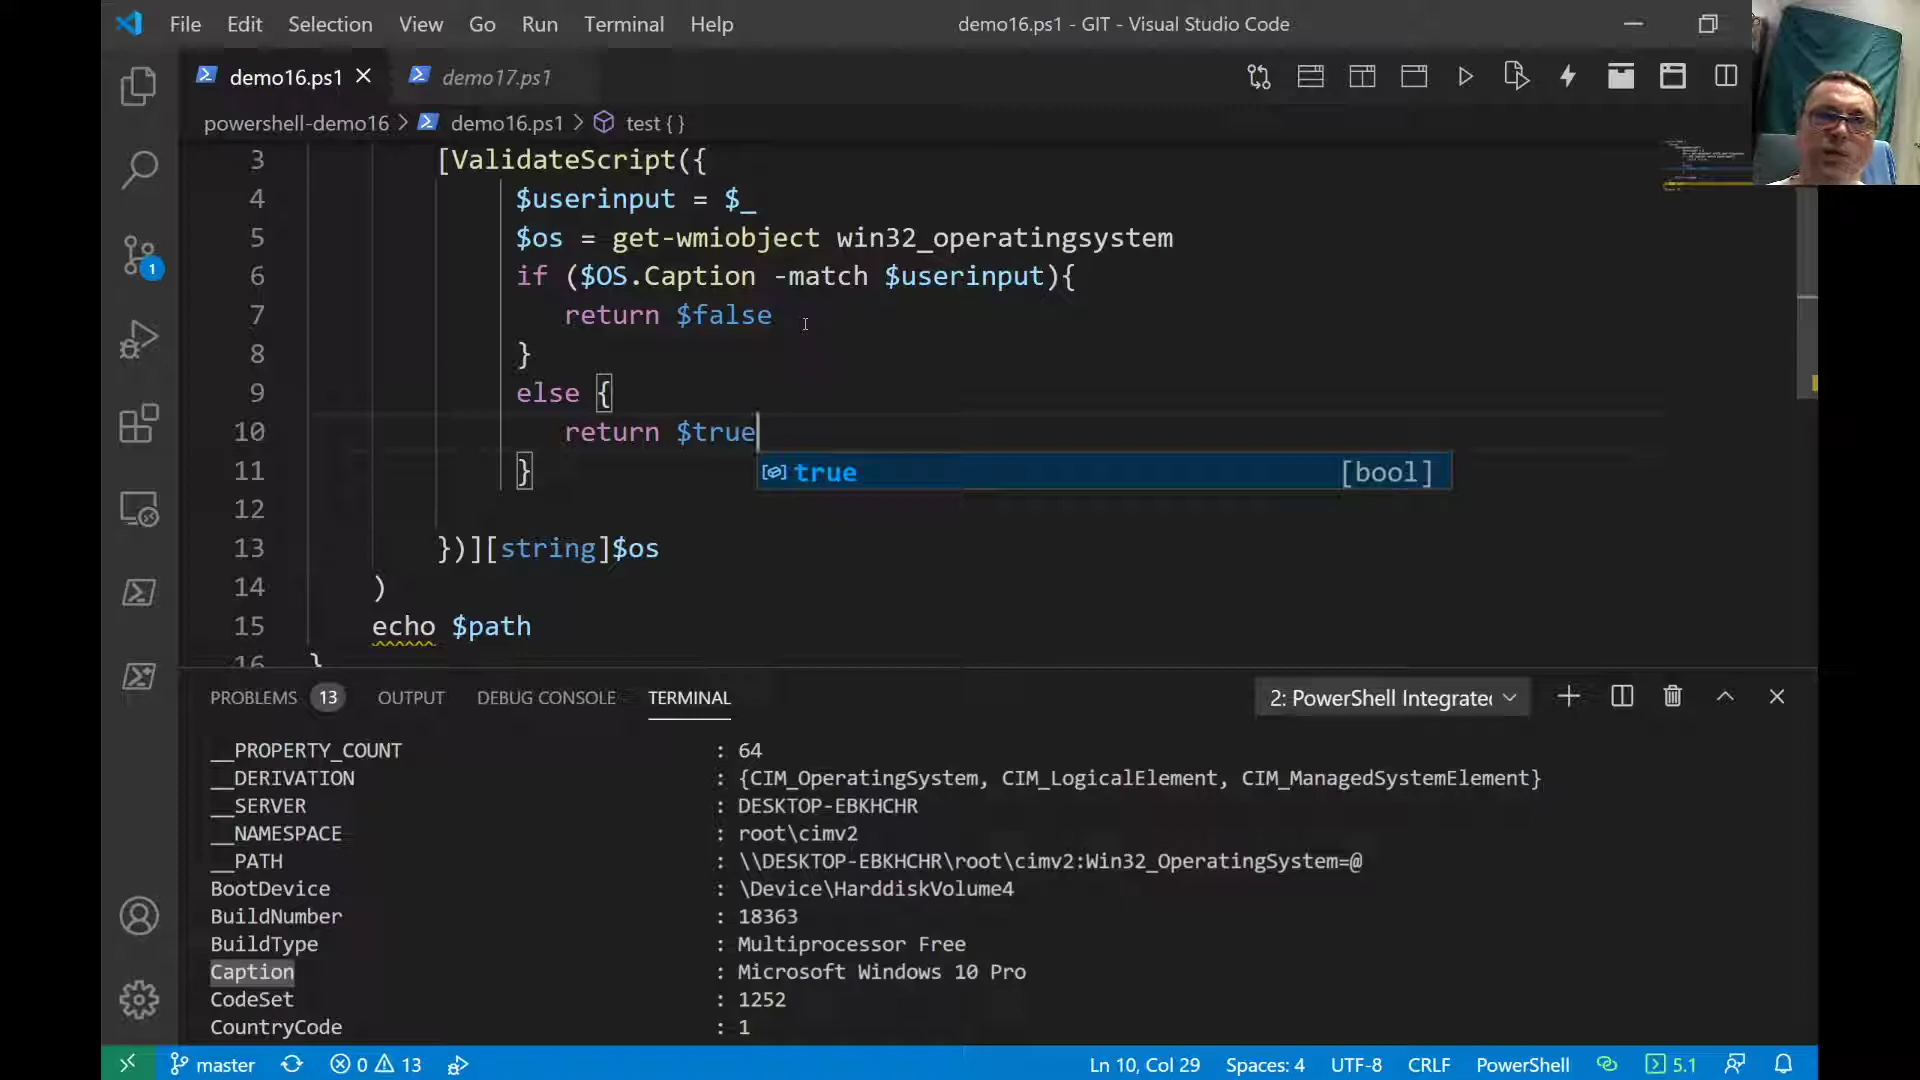 File Edit Selection View Go Run Terminal Help demo16.ps1 - GIT - Visual Studio Code
demo16.ps1 demo17.ps1
powershell-demo16 > demo16.ps1 > test { }
3 [ValidateScript({
4 $userinput = $_
5 $os = get-wmiobject win32_operatingsystem
6 if ($OS.Caption -match $userinput){
7 return $false
8 }
9 else {
10 return $true
11 }
true [bool]
12
13 })][string]$os
14 )
15 echo $path
16 }
PROBLEMS 13 OUTPUT DEBUG CONSOLE TERMINAL 2: PowerShell Integrated
__PROPERTY_COUNT : 64
__DERIVATION : {CIM_OperatingSystem, CIM_LogicalElement, CIM_ManagedSystemElement}
__SERVER : DESKTOP-EBKHCHR
__NAMESPACE : root\cimv2
__PATH : \\DESKTOP-EBKHCHR\root\cimv2:Win32_OperatingSystem=@
BootDevice : \Device\HarddiskVolume4
BuildNumber : 18363
BuildType : Multiprocessor Free
Caption : Microsoft Windows 10 Pro
CodeSet : 1252
CountryCode : 1
master 0 13 Ln 10, Col 29 Spaces: 4 UTF-8 CRLF PowerShell 5.1
1